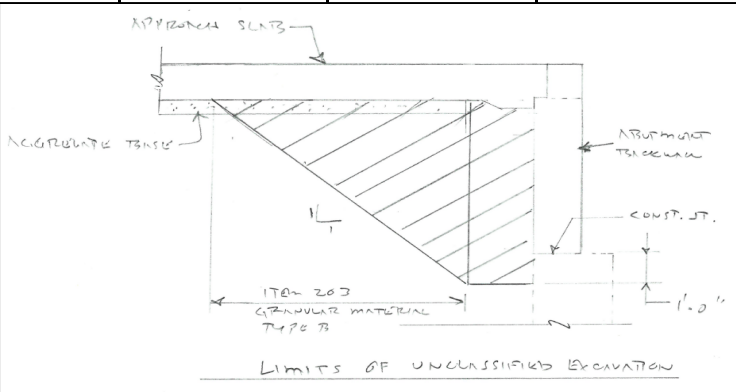 APPROACH SLAB
AGGREGATE BASE
ABUTMENT
BACKWALL
CONST. JT.
1
1
1'-0"
ITEM 203
GRANULAR MATERIAL
TYPE B
LIMITS OF UNCLASSIFIED EXCAVATION